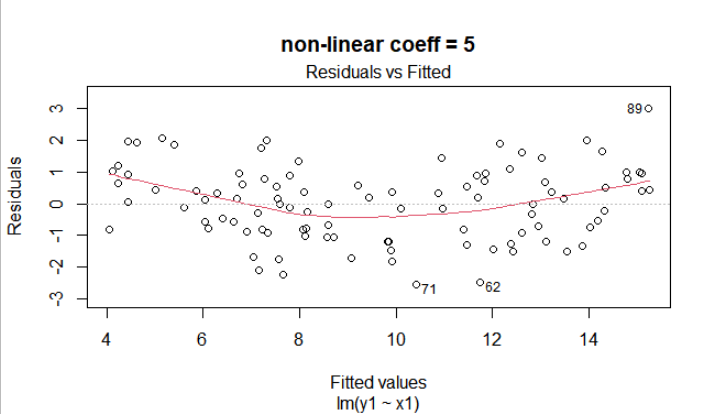 non-linear coeff = 5
Residuals vs Fitted
3
2
1
0
-1
-2
-3
Residuals
89
71
62
4 6 8 10 12 14
Fitted values
lm(y1 ~ x1)